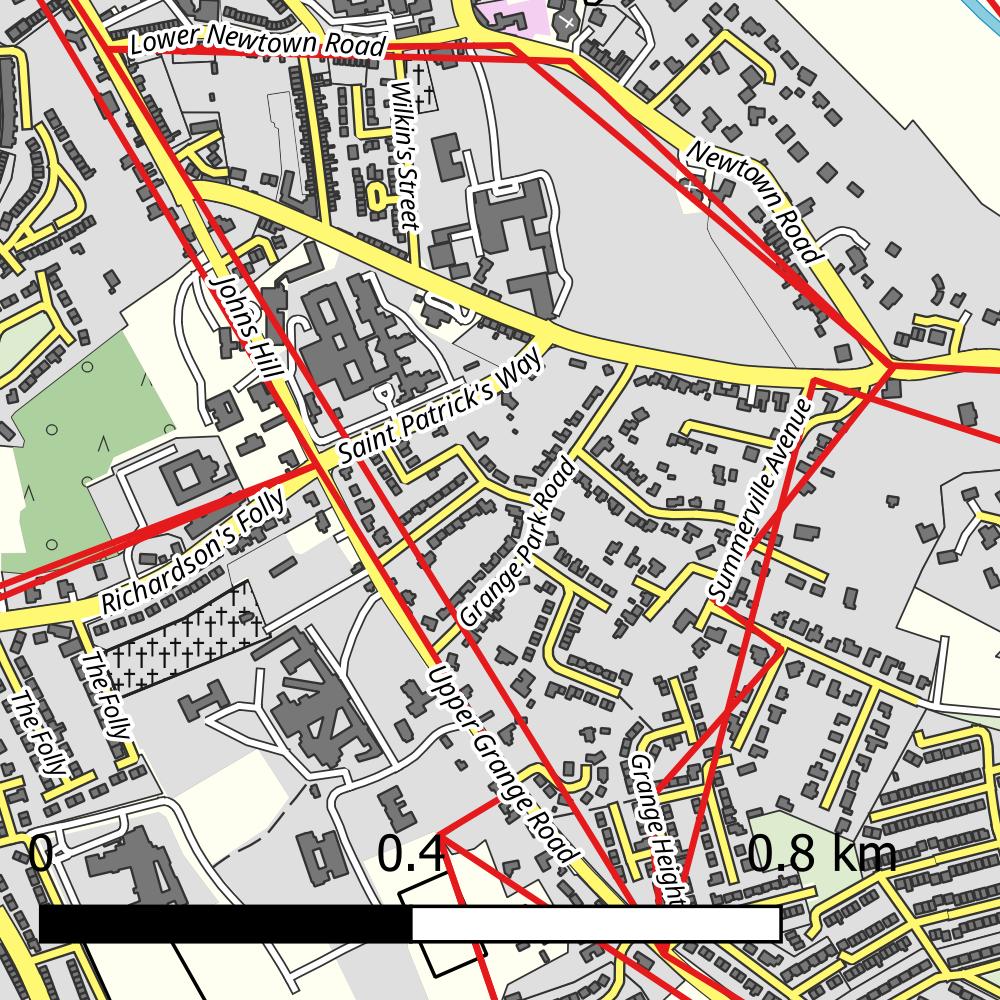 Lower Newtown Road
Wilkin's Street
Newtown Road
Johns Hill
Saint Patrick's Way
Summerville Avenue
Richardson's Folly
Grange Park Road
The Folly
The Folly
Upper Grange Road
Grange Height
0
0.4
0.8 km